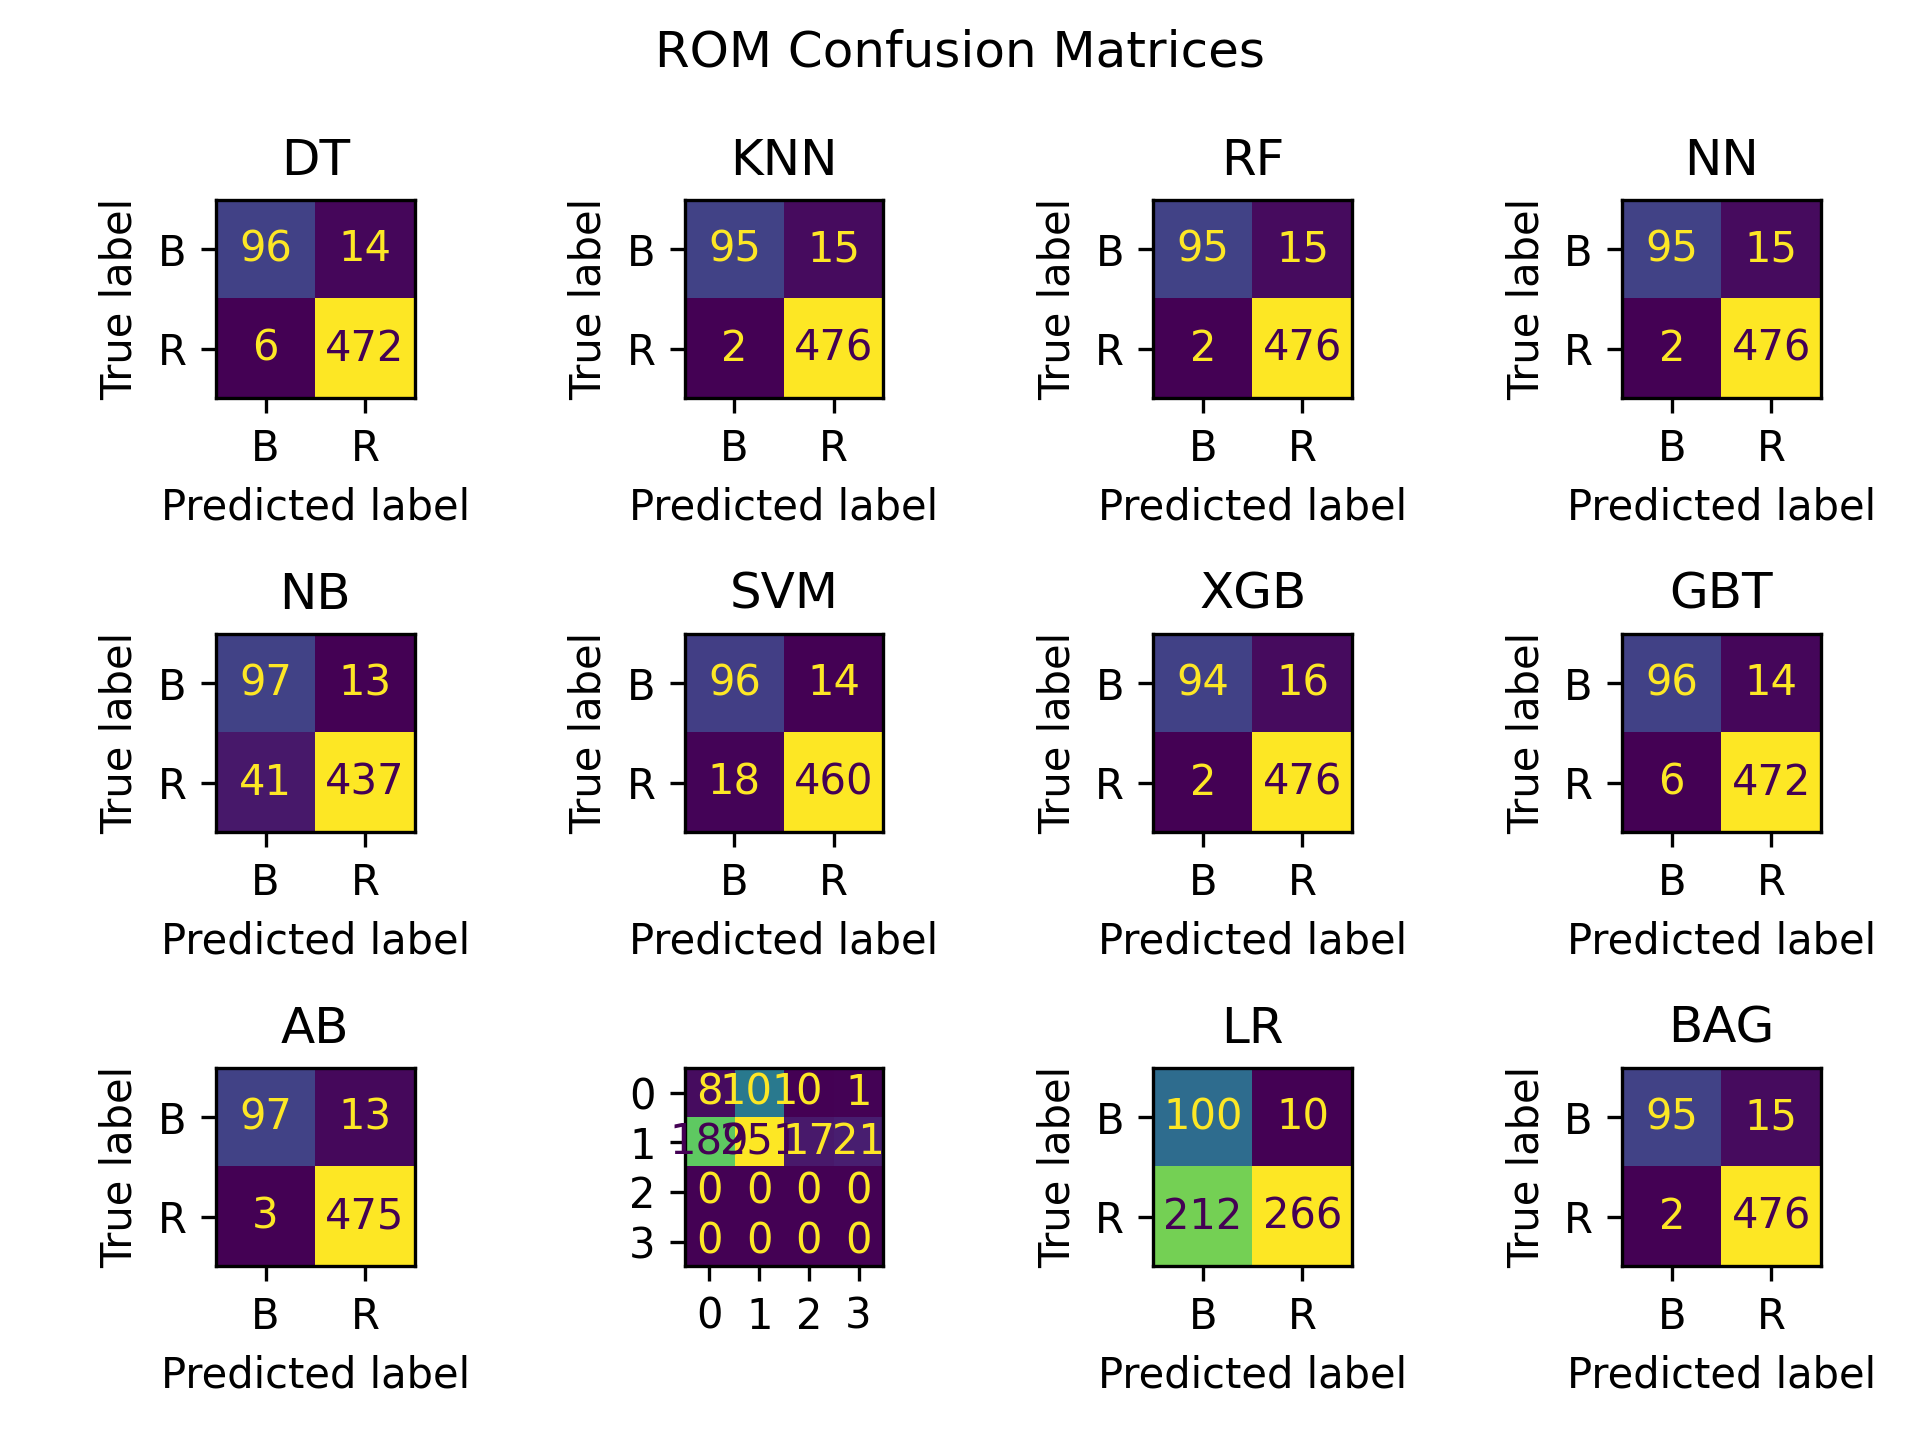 ROM Confusion Matrices
DT KNN RF NN
True label B 96 14 True label B 95 15 True label B 95 15 True label B 95 15
R 6 472 R 2 476 R 2 476 R 2 476
B R B R B R B R
Predicted label Predicted label Predicted label Predicted label
NB SVM XGB GBT
True label B 97 13 True label B 96 14 True label B 94 16 True label B 96 14
R 41 437 R 18 460 R 2 476 R 6 472
B R B R B R B R
Predicted label Predicted label Predicted label Predicted label
AB LR BAG
True label B 97 13 True label B 100 10 True label B 95 15
R 3 475 R 212 266 R 2 476
B R B R B R
Predicted label Predicted label Predicted label
0 8 1 
1 17 21
2 0 0 0 0
3 0 0 0 0
0 1 2 3